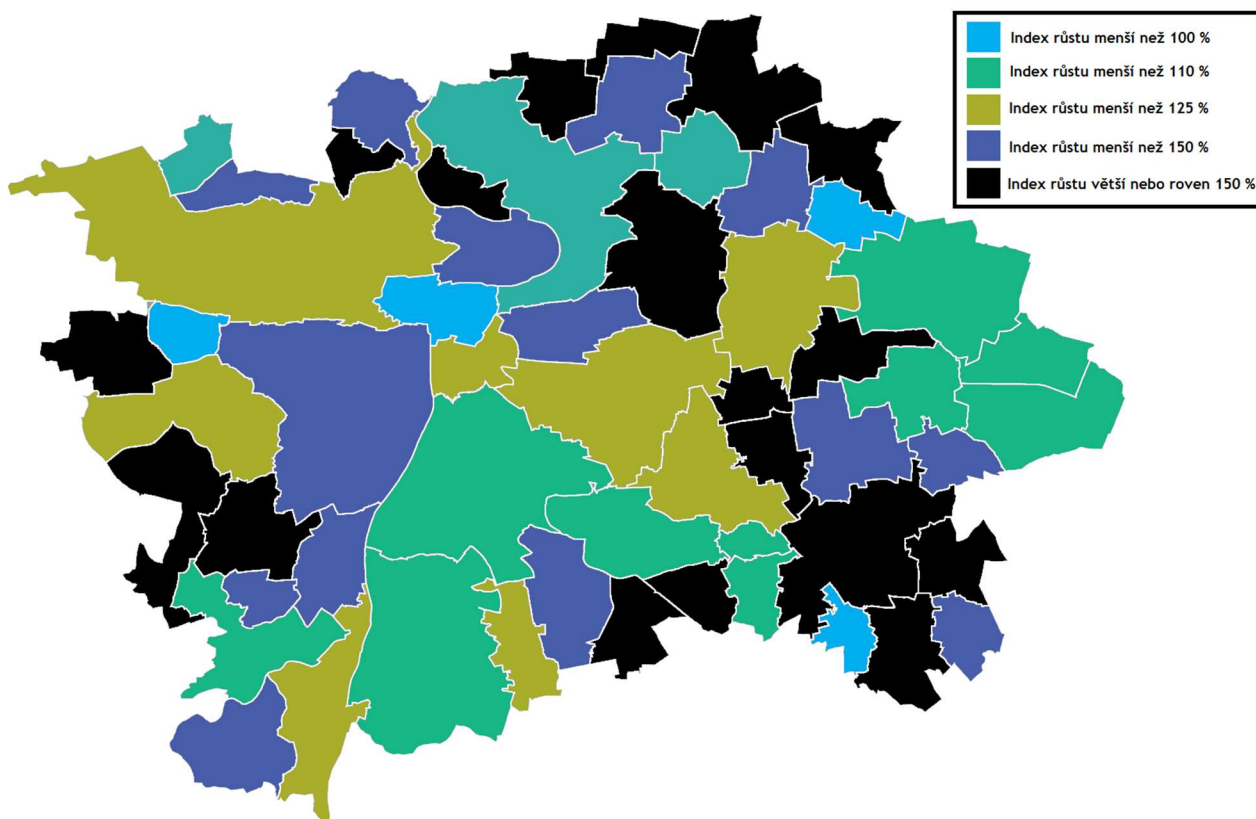 Index růstu menší než 100 %
Index růstu menší než 110 %
Index růstu menší než 125 %
Index růstu menší než 150 %
Index růstu větší nebo roven 150 %